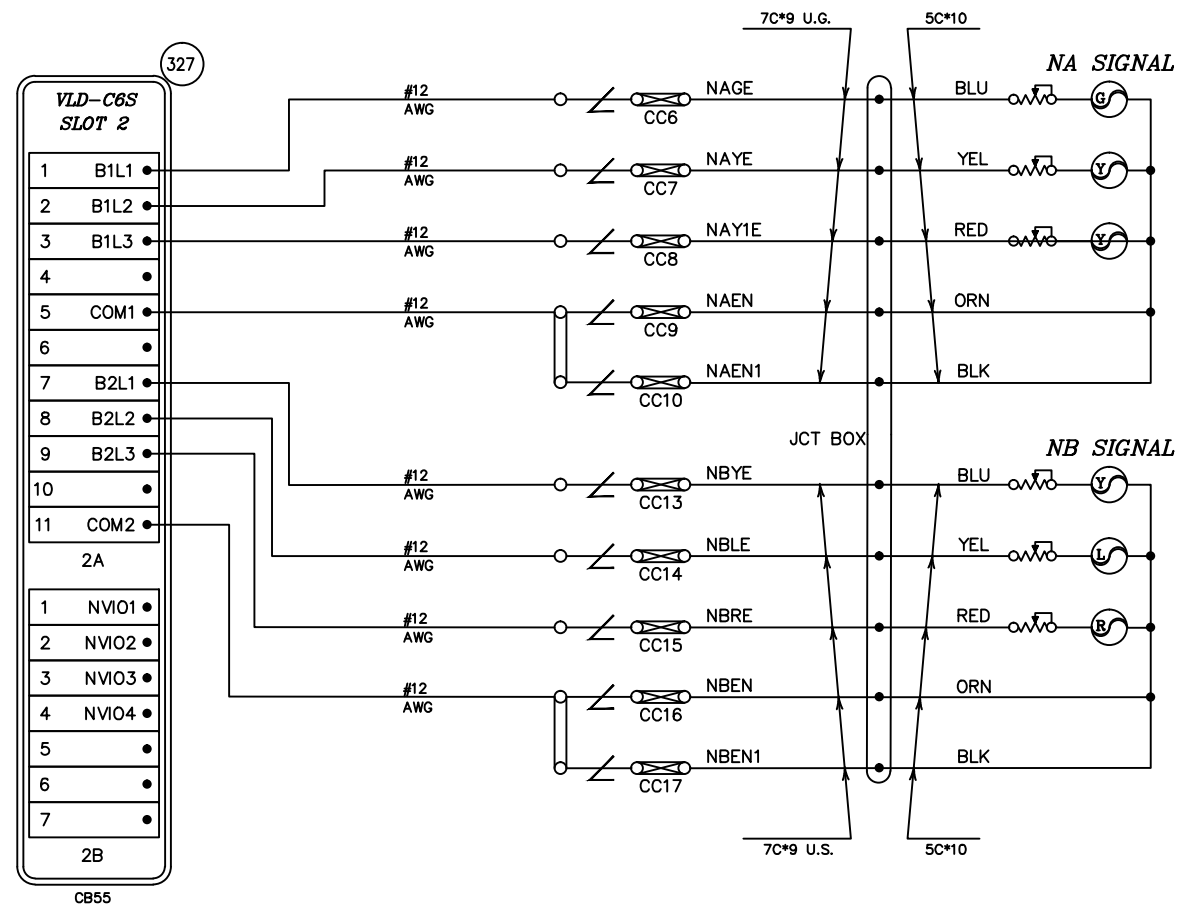 7C*9 U.G. 5C*10
327
NA SIGNAL
VLD-C6S
SLOT 2
#12
AWG
CC6
NAGE
BLU
G
1 B1L1
#12
AWG
CC7
NAYE
YEL
Y
2 B1L2
3 B1L3
#12
AWG
CC8
NAY1E
RED
Y
4
5 COM1
#12
AWG
CC9
NAEN
ORN
6
7 B2L1
CC10
NAEN1
BLK
8 B2L2
JCT BOX
NB SIGNAL
9 B2L3
10
#12
AWG
CC13
NBYE
BLU
Y
11 COM2
2A
#12
AWG
CC14
NBLE
YEL
L
1 NVIO1
#12
AWG
CC15
NBRE
RED
R
2 NVIO2
3 NVIO3
#12
AWG
CC16
NBEN
ORN
4 NVIO4
5
CC17
NBEN1
BLK
6
7
2B
7C*9 U.S. 5C*10
CB55